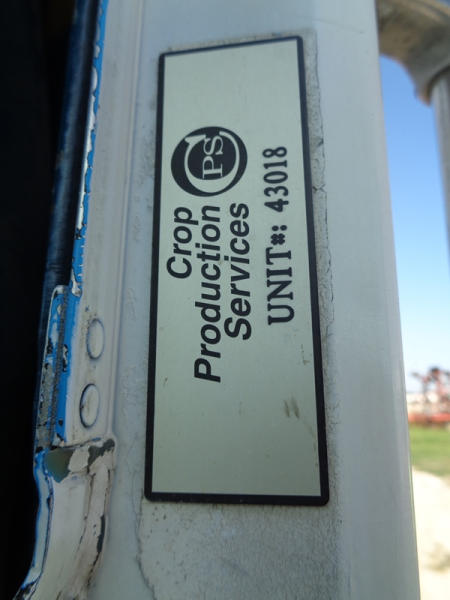 CPS
Crop
Production
Services
UNIT#: 43018